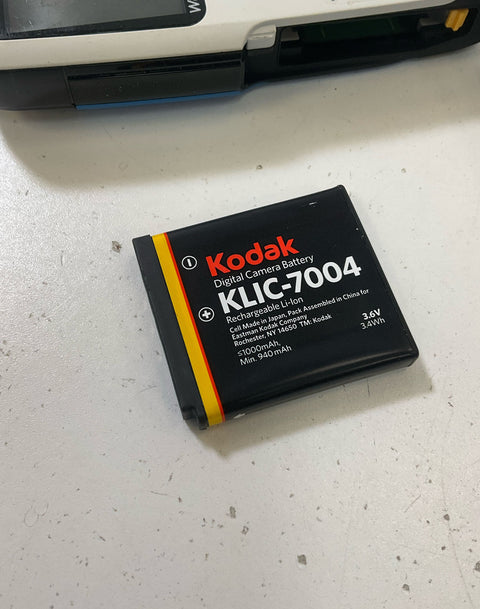 W
Kodak
Digital Camera Battery
KLIC-7004
Rechargeable Li-Ion
Cell Made in Japan, Pack Assembled in China for
Eastman Kodak Company
Rochester, NY 14650 TM: Kodak
≤1000mAh,
Min. 940 mAh
3.6V
3.4Wh